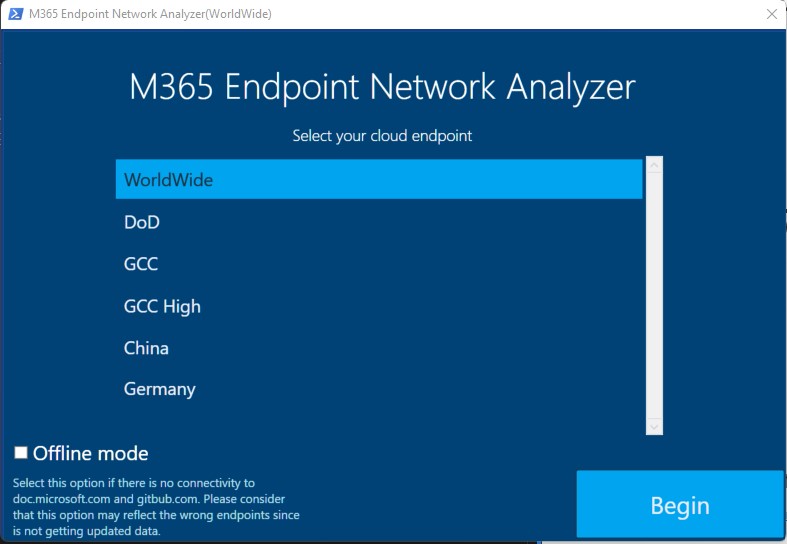 M365 Endpoint Network Analyzer(WorldWide)
M365 Endpoint Network Analyzer
Select your cloud endpoint
WorldWide
DoD
GCC
GCC High
China
Germany
Offline mode
Select this option if there is no connectivity to
doc.microsoft.com and gitbub.com. Please consider
that this option may reflect the wrong endpoints since
is not getting updated data.
Begin